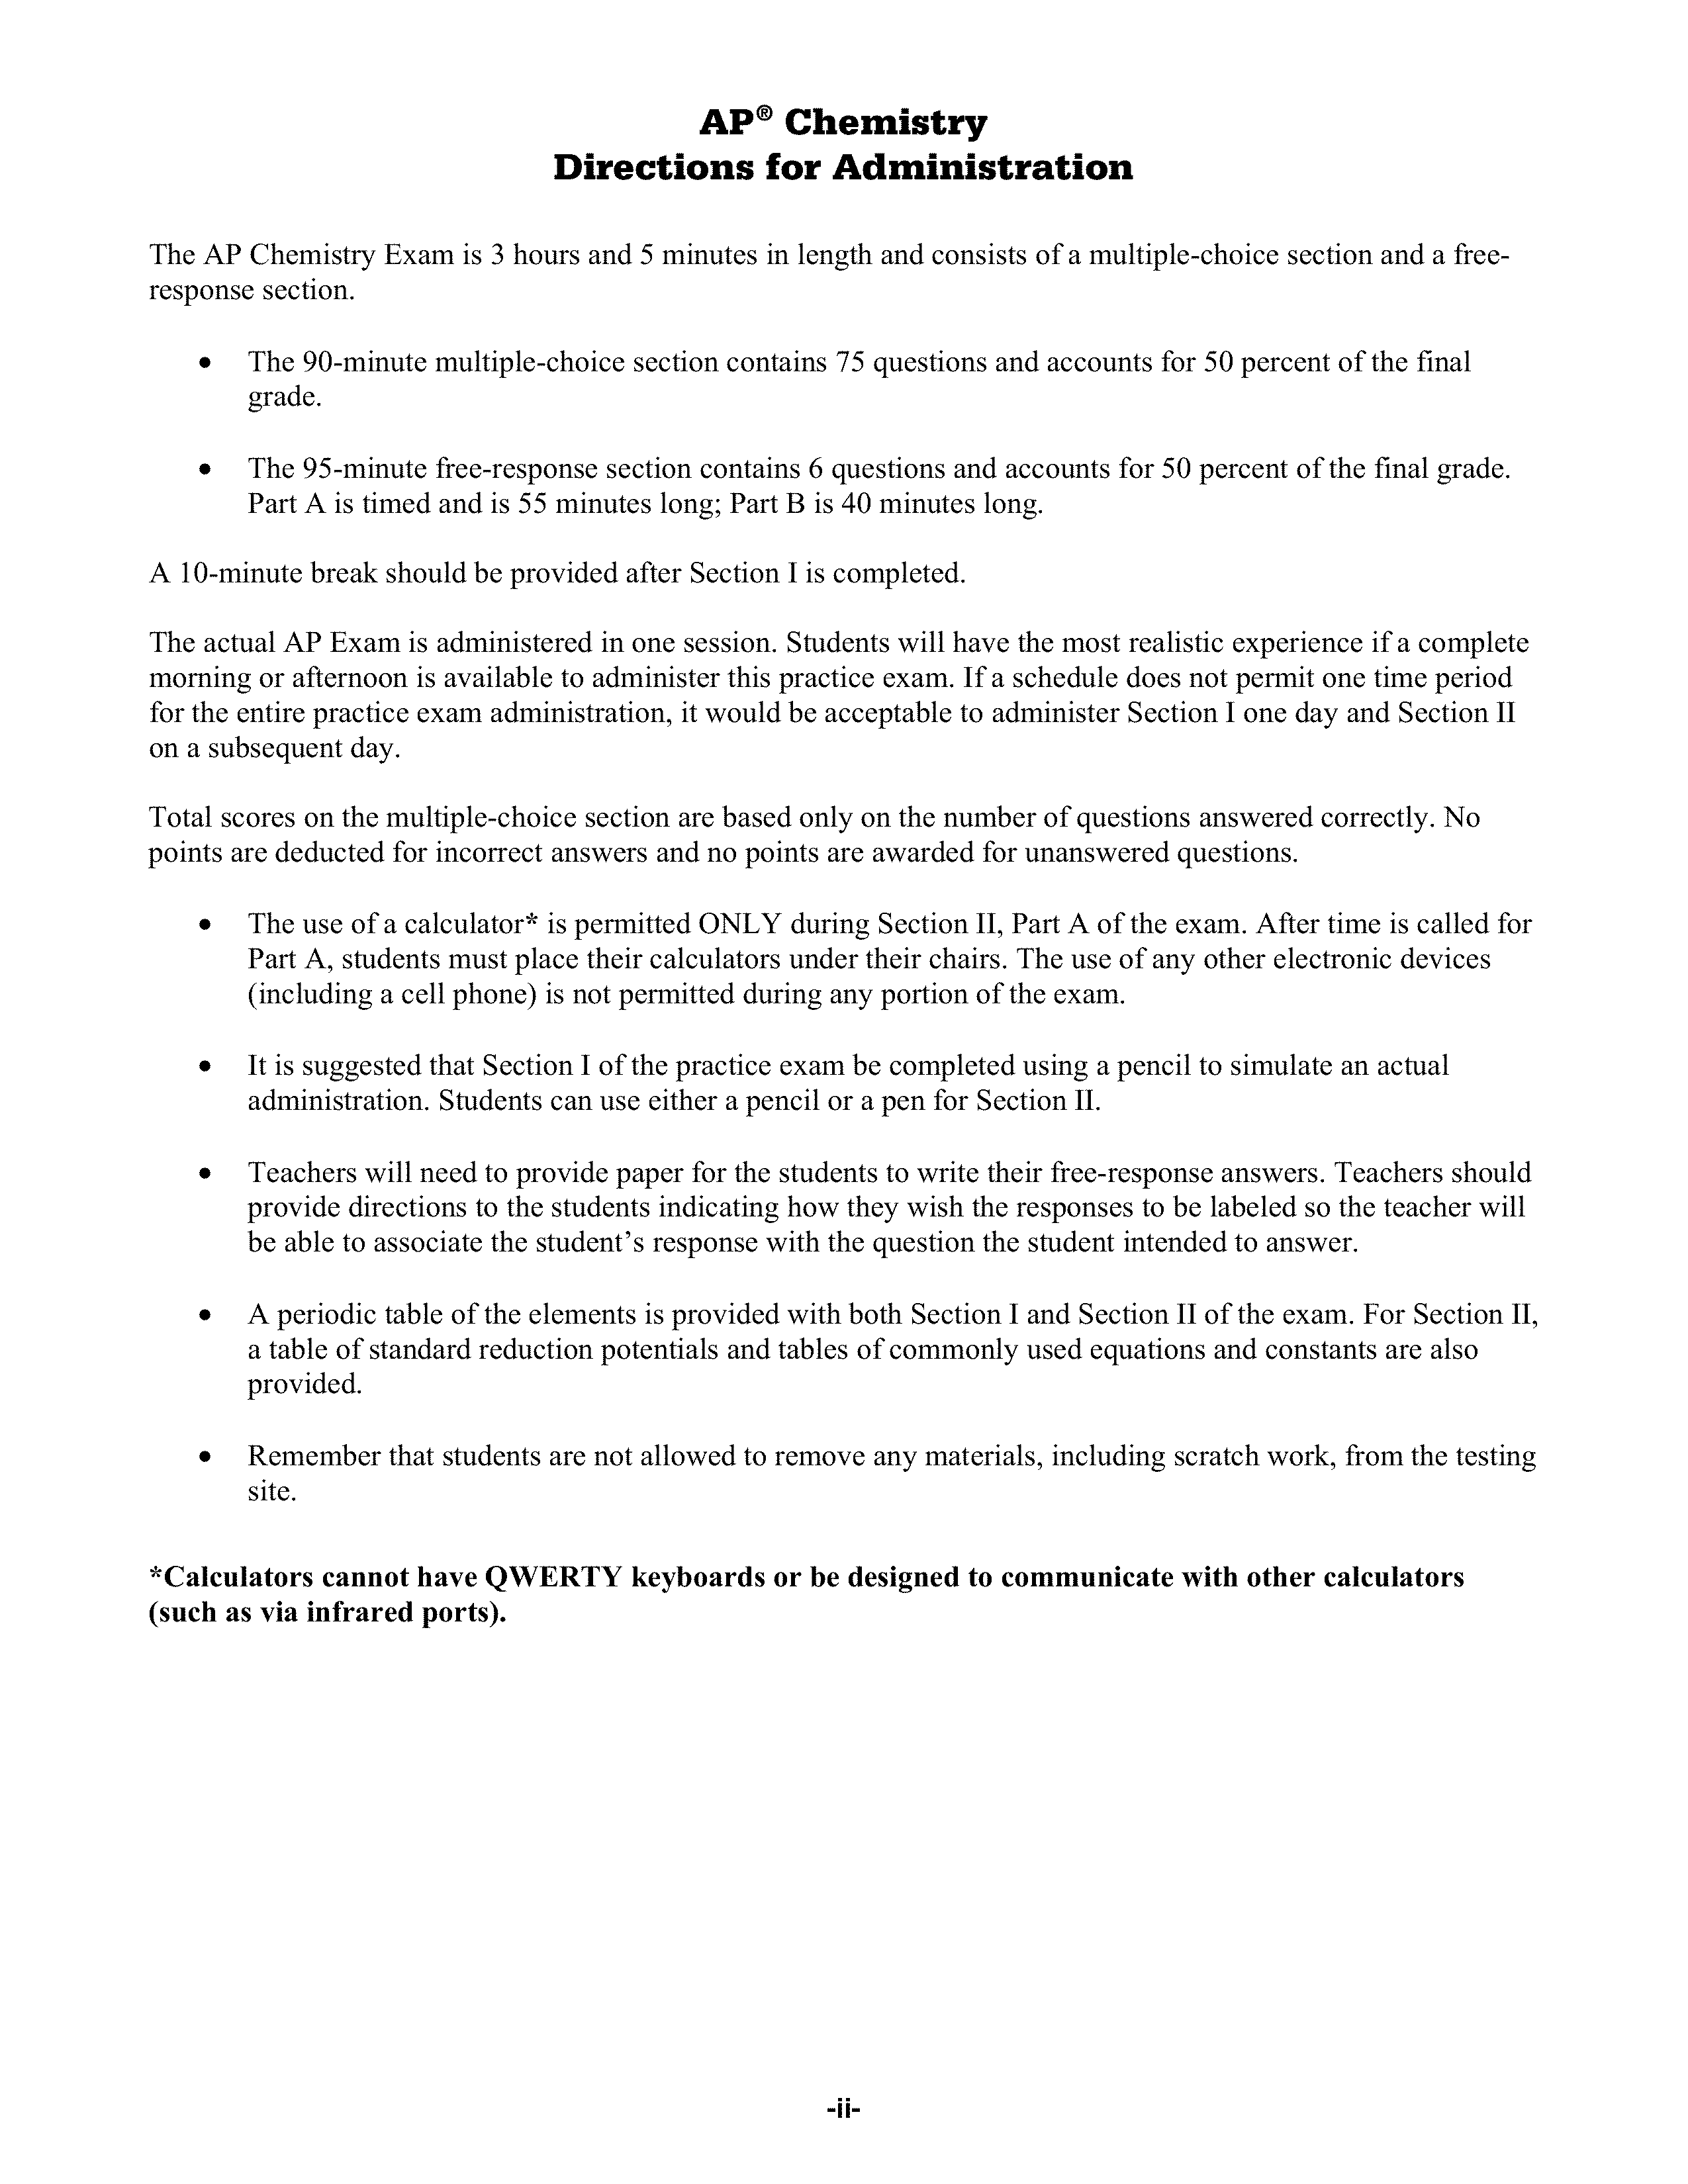 AP® Chemistry
Directions for Administration
The AP Chemistry Exam is 3 hours and 5 minutes in length and consists of a multiple-choice section and a free-
response section.
• The 90-minute multiple-choice section contains 75 questions and accounts for 50 percent of the final
grade.
• The 95-minute free-response section contains 6 questions and accounts for 50 percent of the final grade.
Part A is timed and is 55 minutes long; Part B is 40 minutes long.
A 10-minute break should be provided after Section I is completed.
The actual AP Exam is administered in one session. Students will have the most realistic experience if a complete
morning or afternoon is available to administer this practice exam. If a schedule does not permit one time period
for the entire practice exam administration, it would be acceptable to administer Section I one day and Section II
on a subsequent day.
Total scores on the multiple-choice section are based only on the number of questions answered correctly. No
points are deducted for incorrect answers and no points are awarded for unanswered questions.
• The use of a calculator* is permitted ONLY during Section II, Part A of the exam. After time is called for
Part A, students must place their calculators under their chairs. The use of any other electronic devices
(including a cell phone) is not permitted during any portion of the exam.
• It is suggested that Section I of the practice exam be completed using a pencil to simulate an actual
administration. Students can use either a pencil or a pen for Section II.
• Teachers will need to provide paper for the students to write their free-response answers. Teachers should
provide directions to the students indicating how they wish the responses to be labeled so the teacher will
be able to associate the student’s response with the question the student intended to answer.
• A periodic table of the elements is provided with both Section I and Section II of the exam. For Section II,
a table of standard reduction potentials and tables of commonly used equations and constants are also
provided.
• Remember that students are not allowed to remove any materials, including scratch work, from the testing
site.
*Calculators cannot have QWERTY keyboards or be designed to communicate with other calculators
(such as via infrared ports).
-ii-